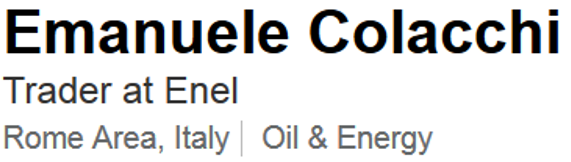 Emanuele Colacchi
Trader at Enel
Rome Area, Italy | Oil & Energy